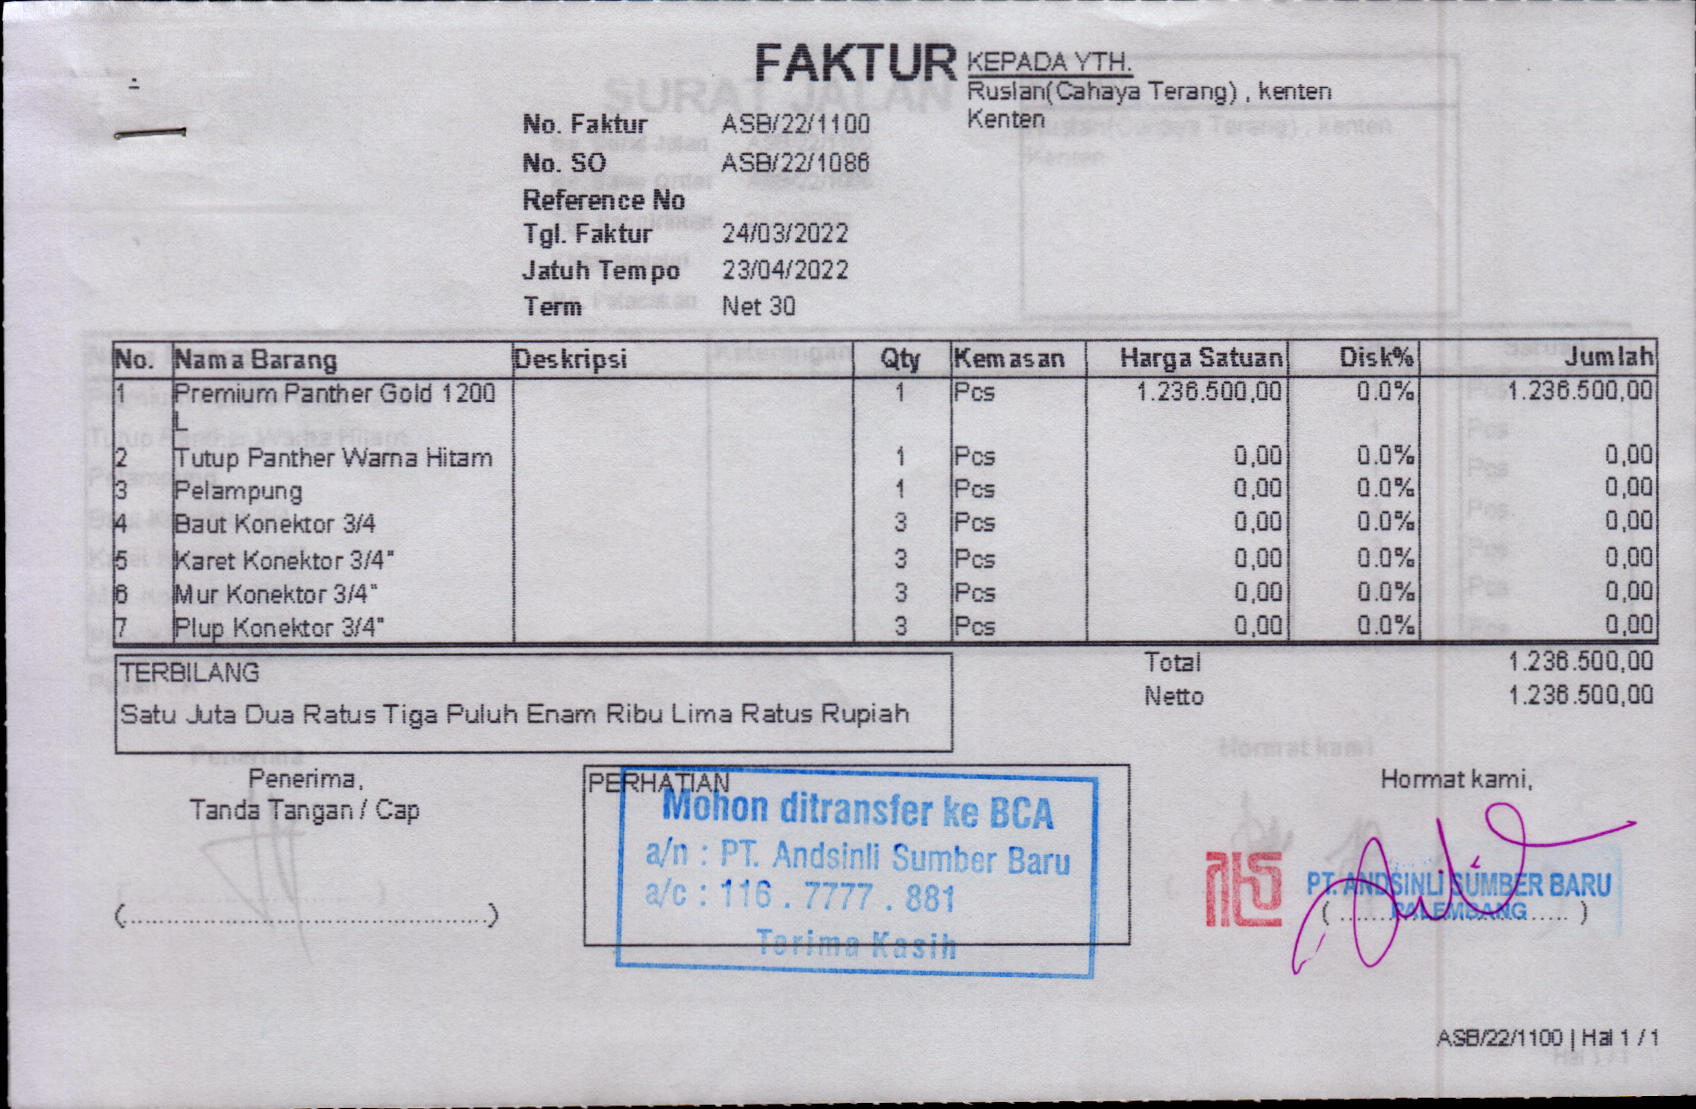 FAKTUR
KEPADA YTH.
Ruslan(Cahaya Terang) , kenten
Kenten
No. Faktur ASB/22/1100
No. SO ASB/22/1086
Reference No
Tgl. Faktur 24/03/2022
Jatuh Tempo 23/04/2022
Term Net 30
No. Nama Barang Deskripsi Qty Kemasan Harga Satuan Disk% Jumlah
1 Premium Panther Gold 1200 1 Pcs 1.236.500,00 0.0% 1.236.500,00
L
2 Tutup Panther Warna Hitam 1 Pcs 0,00 0.0% 0,00
3 Pelampung 1 Pcs 0,00 0.0% 0,00
4 Baut Konektor 3/4 3 Pcs 0,00 0.0% 0,00
5 Karet Konektor 3/4" 3 Pcs 0,00 0.0% 0,00
6 Mur Konektor 3/4" 3 Pcs 0,00 0.0% 0,00
7 Plup Konektor 3/4" 3 Pcs 0,00 0.0% 0,00
Total 1.236.500,00
Netto 1.236.500,00
TERBILANG
Satu Juta Dua Ratus Tiga Puluh Enam Ribu Lima Ratus Rupiah
Penerima,
Tanda Tangan / Cap
(....................................................)
PERHATIAN
Mohon ditransfer ke BCA
a/n : PT. Andsinli Sumber Baru
a/c : 116 . 7777 . 881
Terima Kasih
Hormat kami,
PT. ANDSINLI SUMBER BARU
PALEMBANG
ASB/22/1100 | Hal 1 / 1